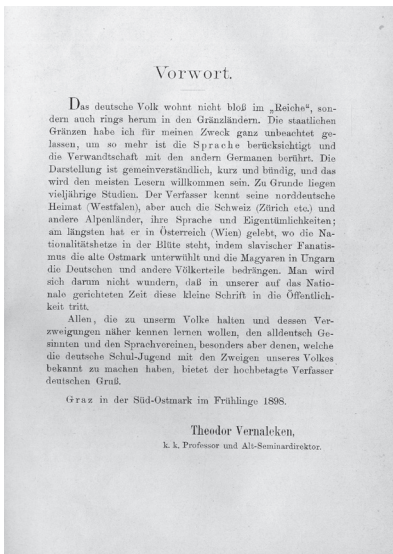 Vorwort.
Das deutsche Volk wohnt nicht bloß im „Reiche“, son-
dern auch rings herum in den Gränzländern. Die staatlichen
Gränzen habe ich für meinen Zweck ganz unbeachtet ge-
lassen, um so mehr ist die Sprache berücksichtigt und
die Verwandtschaft mit den andern Germanen berührt. Die
Darstellung ist gemeinverständlich, kurz und bündig, und das
wird den meisten Lesern willkommen sein. Zu Grunde liegen
vieljährige Studien. Der Verfasser kennt seine norddeutsche
Heimat (Westfalen), aber auch die Schweiz (Zürich etc.) und
andere Alpenländer, ihre Sprache und Eigentümlichkeiten;
am längsten hat er in Österreich (Wien) gelebt, wo die Na-
tionalitätshetze in der Blüte steht, indem slavischer Fanatis-
mus die alte Ostmark unterwühlt und die Magyaren in Ungarn
die Deutschen und andere Völkerteile bedrängen. Man wird
sich darum nicht wundern, daß in unserer auf das Natio-
nale gerichteten Zeit diese kleine Schrift in die Öffentlich-
keit tritt.
Allen, die zu unserm Volke halten und dessen Ver-
zweigungen näher kennen lernen wollen, den alldeutsch Ge-
sinnten und den Sprachvereinen, besonders aber denen, welche
die deutsche Schul-Jugend mit den Zweigen unseres Volkes
bekannt zu machen haben, bietet der hochbetagte Verfasser
deutschen Gruß.
Graz in der Süd-Ostmark im Frühlinge 1898.
Theodor Vernaleken,
k. k. Professor und Alt-Seminardirektor.